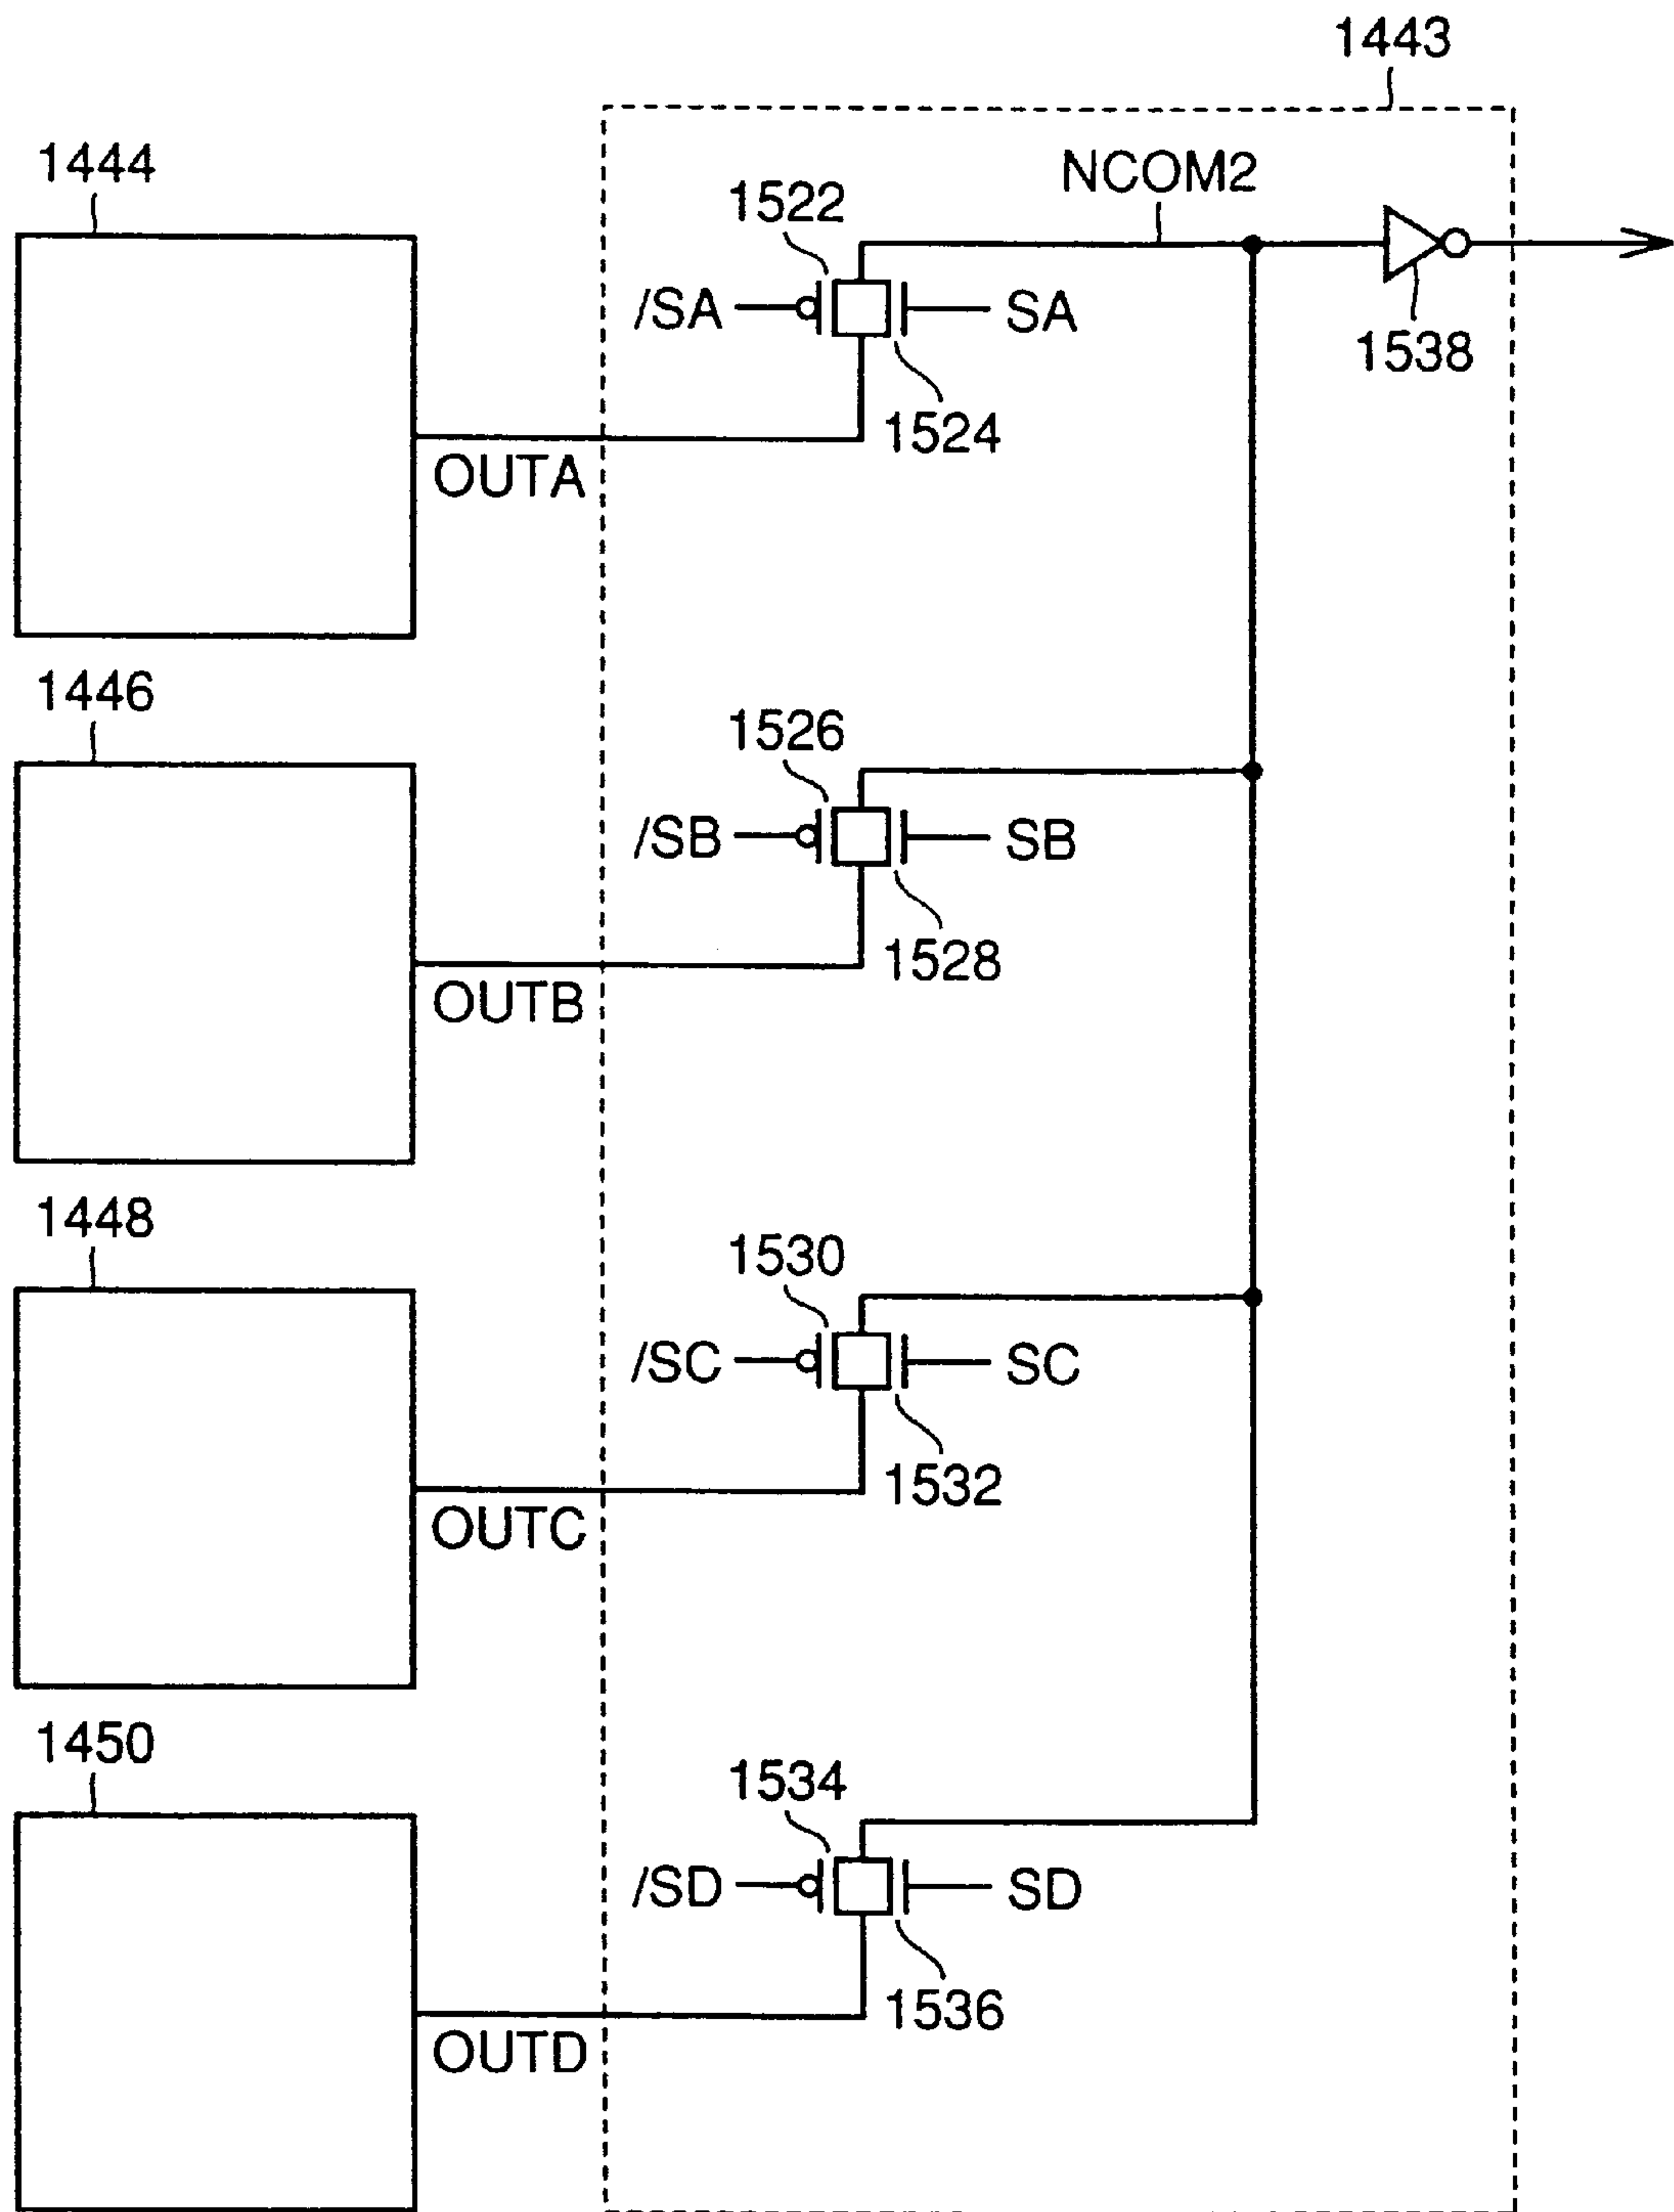 1443
1444
NCOM2
1522
/SA
SA
1538
1524
OUTA
1446
1526
/SB
SB
1528
OUTB
1448
1530
/SC
SC
1532
OUTC
1450
1534
/SD
SD
1536
OUTD